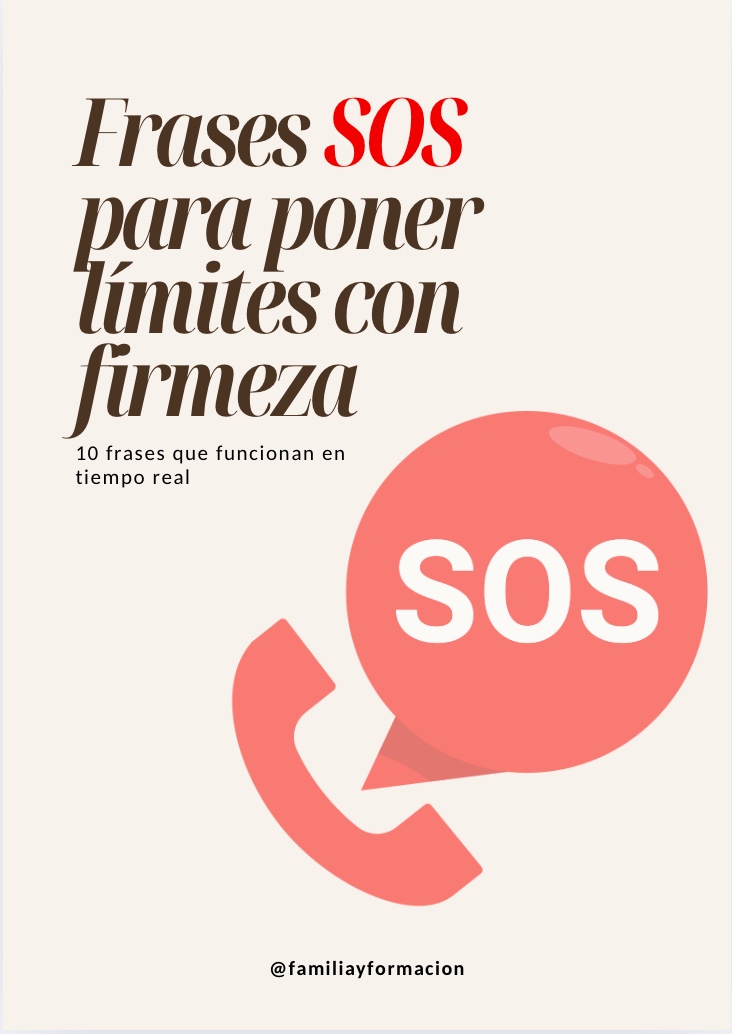 Frases SOS
para poner
límites con
firmeza
10 frases que funcionan en
tiempo real
SOS
@familiayformacion